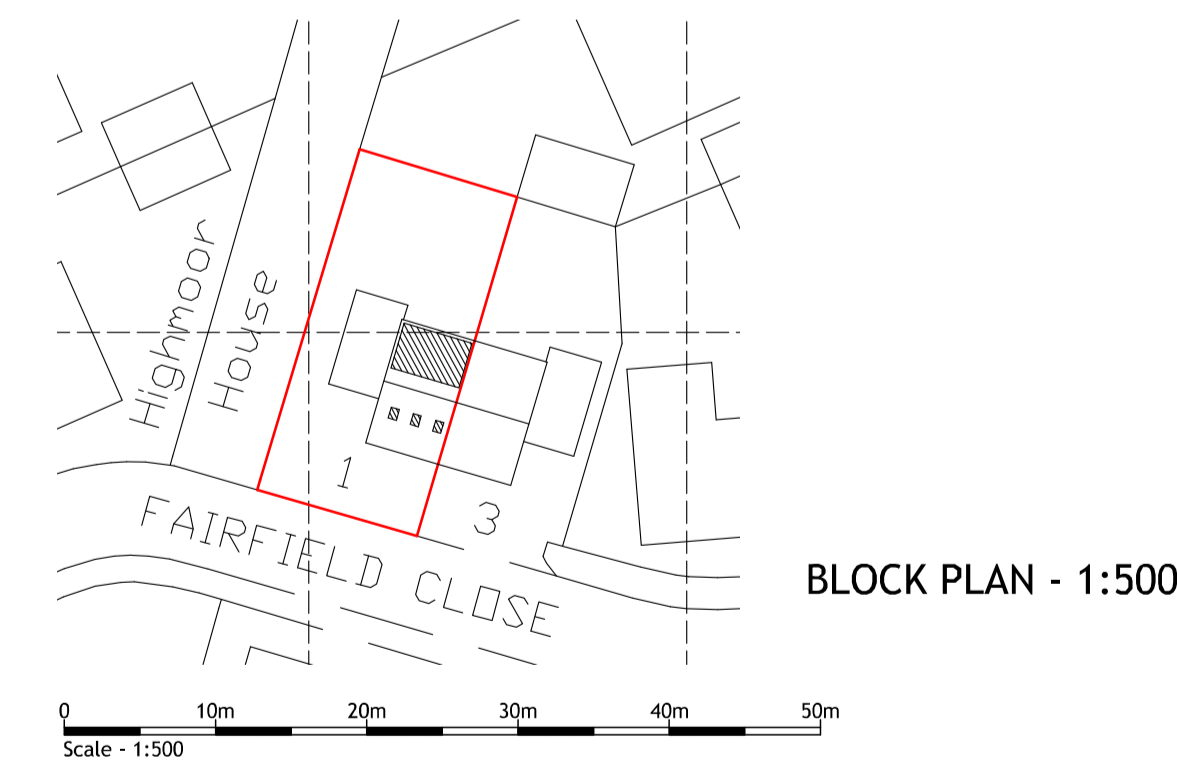 Highmoor
House
1
3
FAIRFIELD CLOSE
BLOCK PLAN - 1:500
0 10m 20m 30m 40m 50m
Scale - 1:500